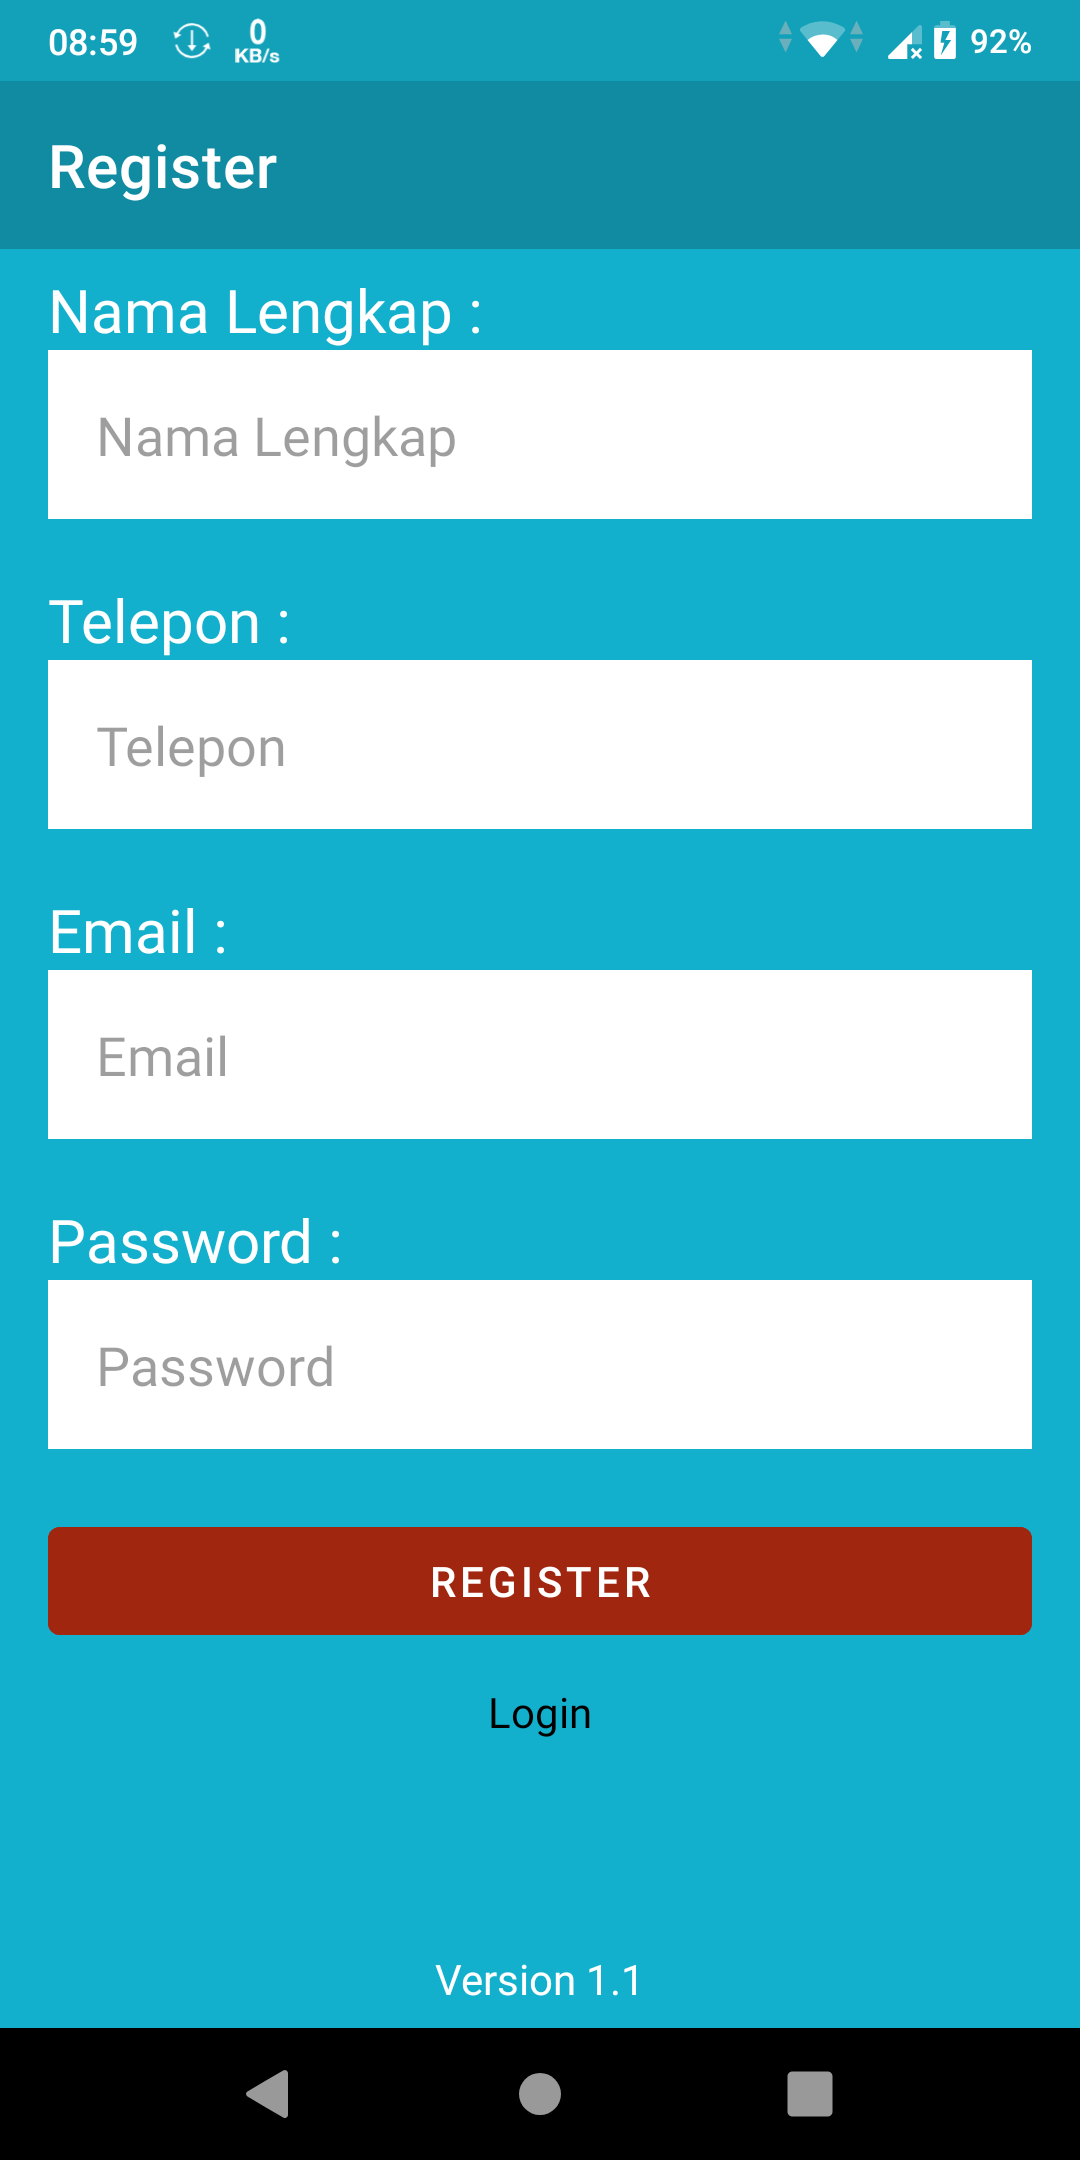 08:59 0 KB/s 92%
Register
Nama Lengkap :
Nama Lengkap
Telepon :
Telepon
Email :
Email
Password :
Password
REGISTER
Login
Version 1.1